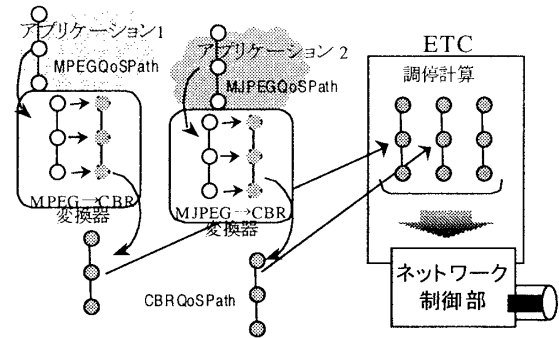 アプリケーション1
MPEGQoSPath
アプリケーション2
MJPEGQoSPath
ETC
調停計算
MPEG→CBR
変換器
MJPEG→CBR
変換器
CBRQoSPath
ネットワーク
制御部